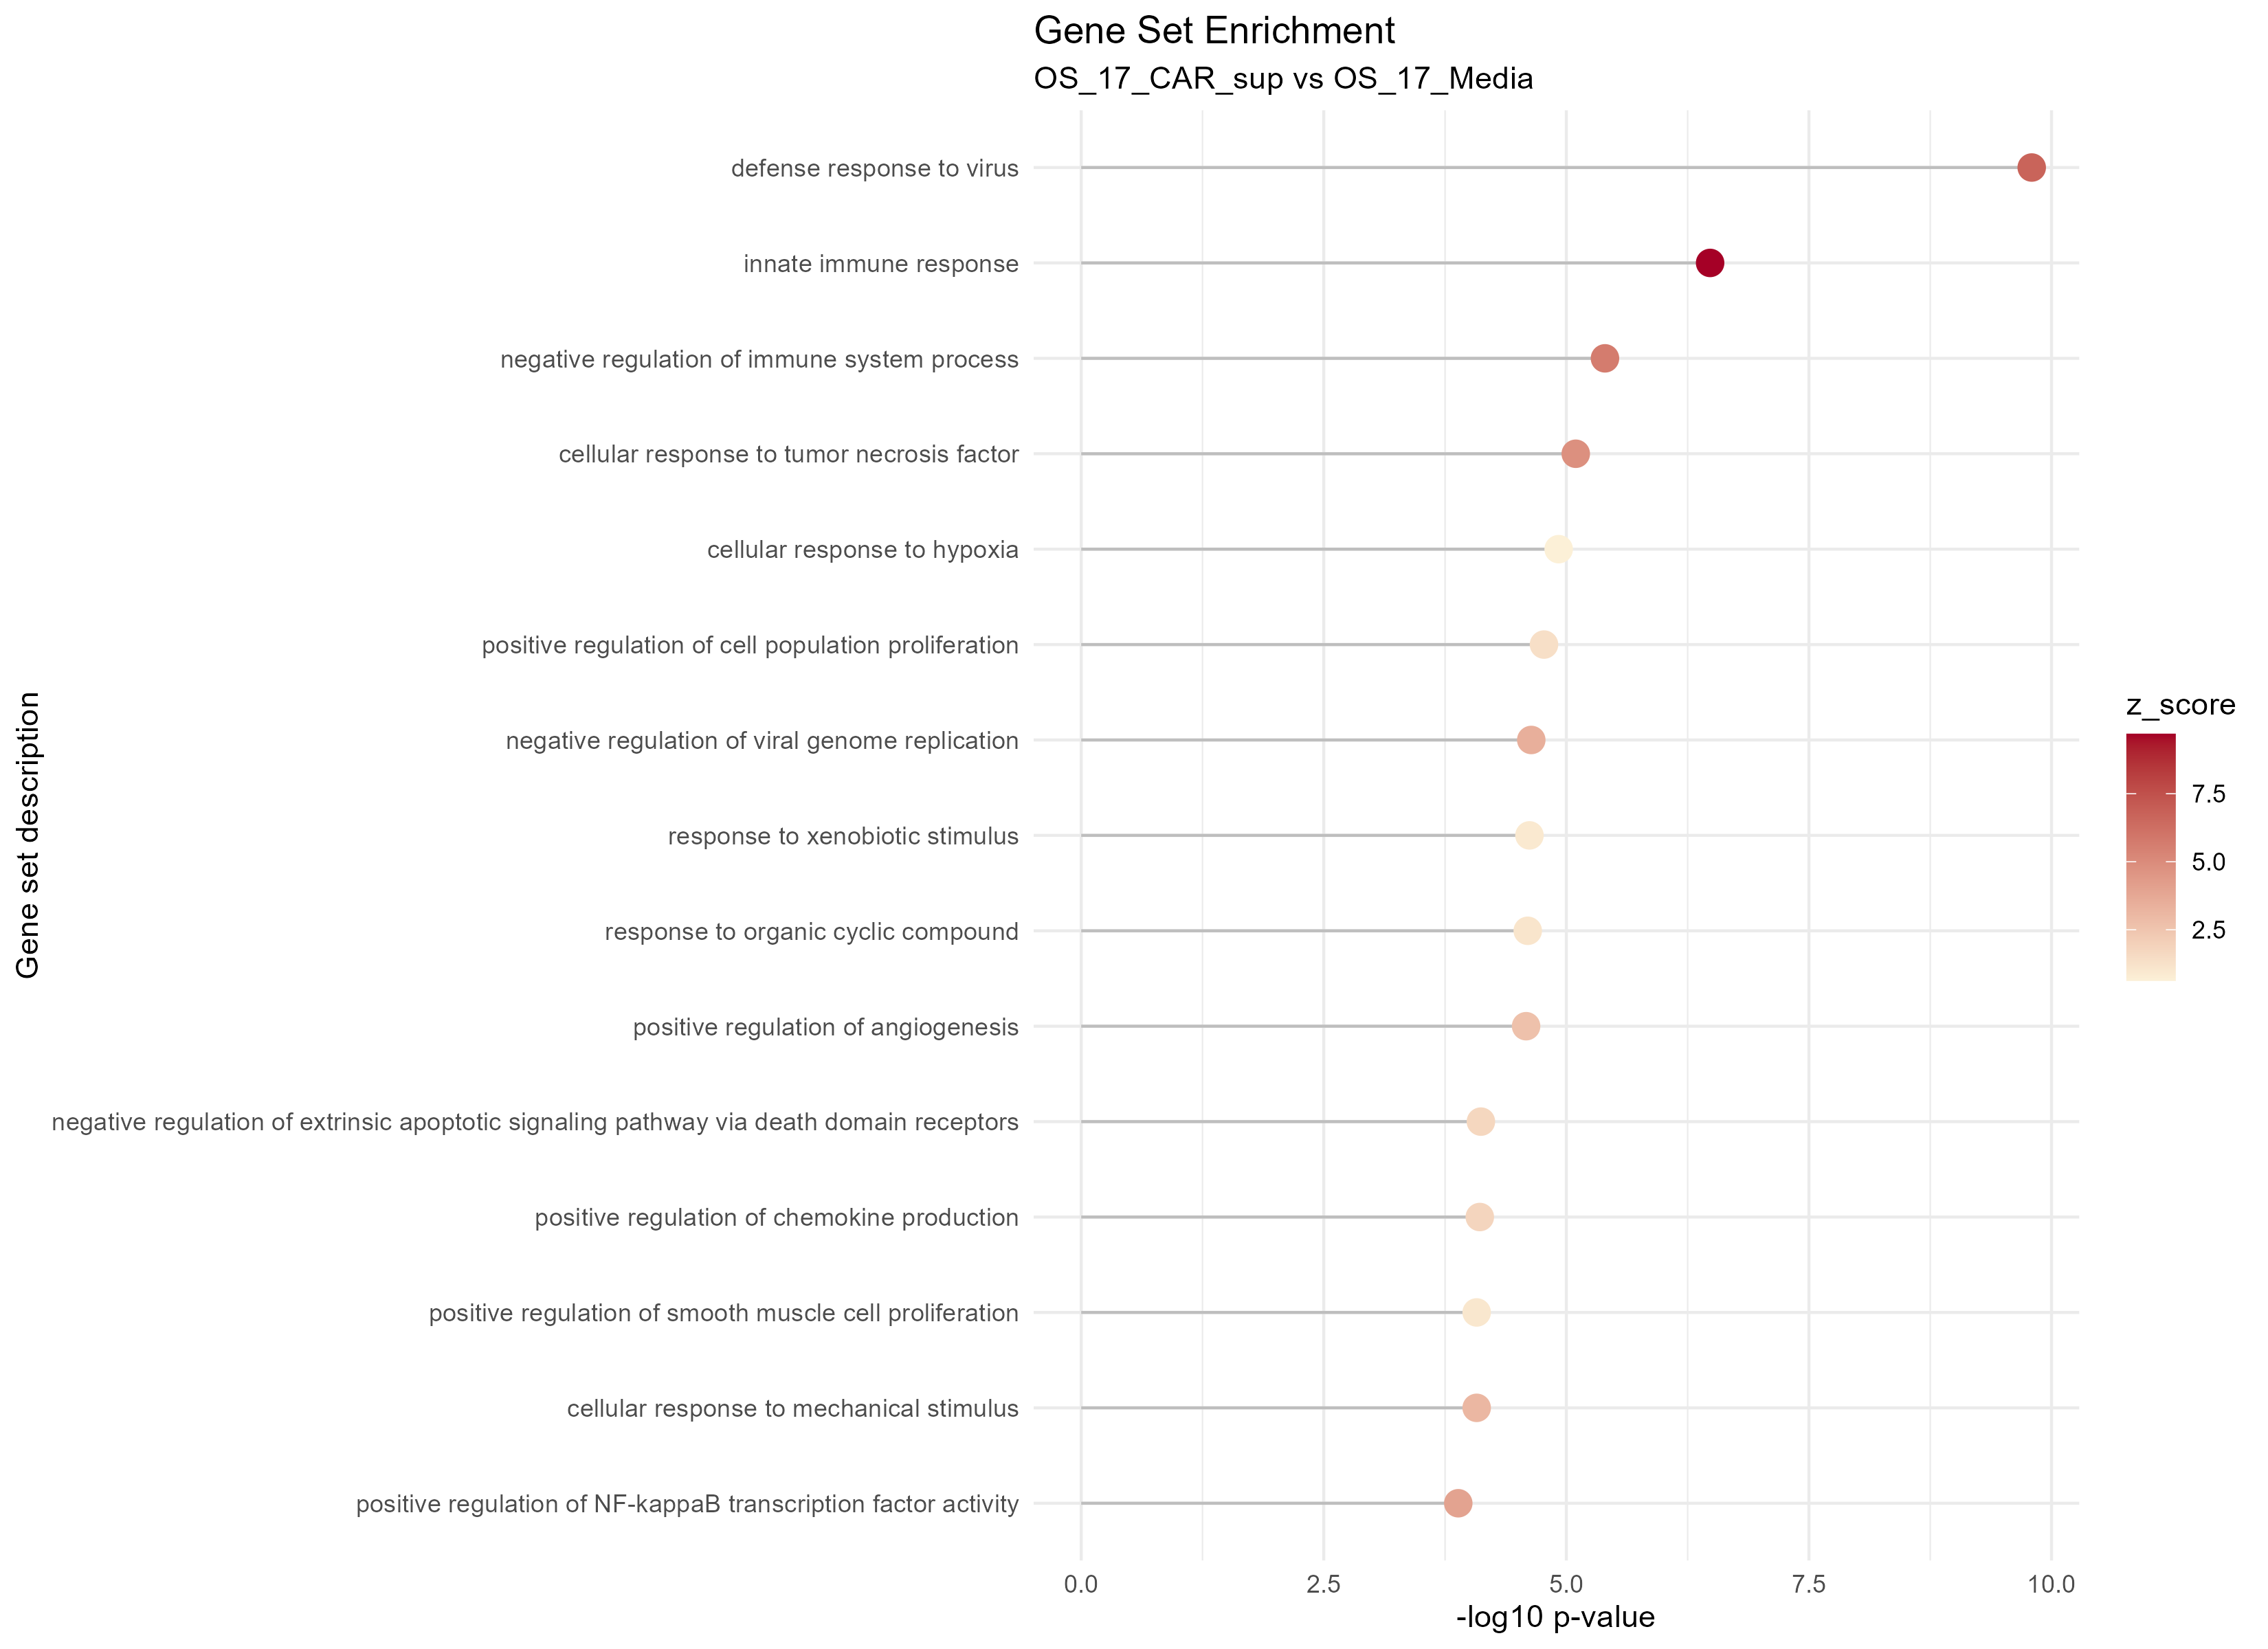 Gene Set Enrichment
OS_17_CAR_sup vs OS_17_Media
Gene set description
defense response to virus
innate immune response
negative regulation of immune system process
cellular response to tumor necrosis factor
cellular response to hypoxia
positive regulation of cell population proliferation
negative regulation of viral genome replication
response to xenobiotic stimulus
response to organic cyclic compound
positive regulation of angiogenesis
negative regulation of extrinsic apoptotic signaling pathway via death domain receptors
positive regulation of chemokine production
positive regulation of smooth muscle cell proliferation
cellular response to mechanical stimulus
positive regulation of NF-kappaB transcription factor activity
0.0 2.5 5.0 7.5 10.0
-log10 p-value
z_score
7.5
5.0
2.5